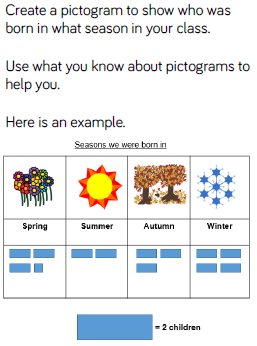 Create a pictogram to show who was
born in what season in your class.
Use what you know about pictograms to
help you.
Here is an example.
Seasons we were born in
Spring Summer Autumn Winter
= 2 children